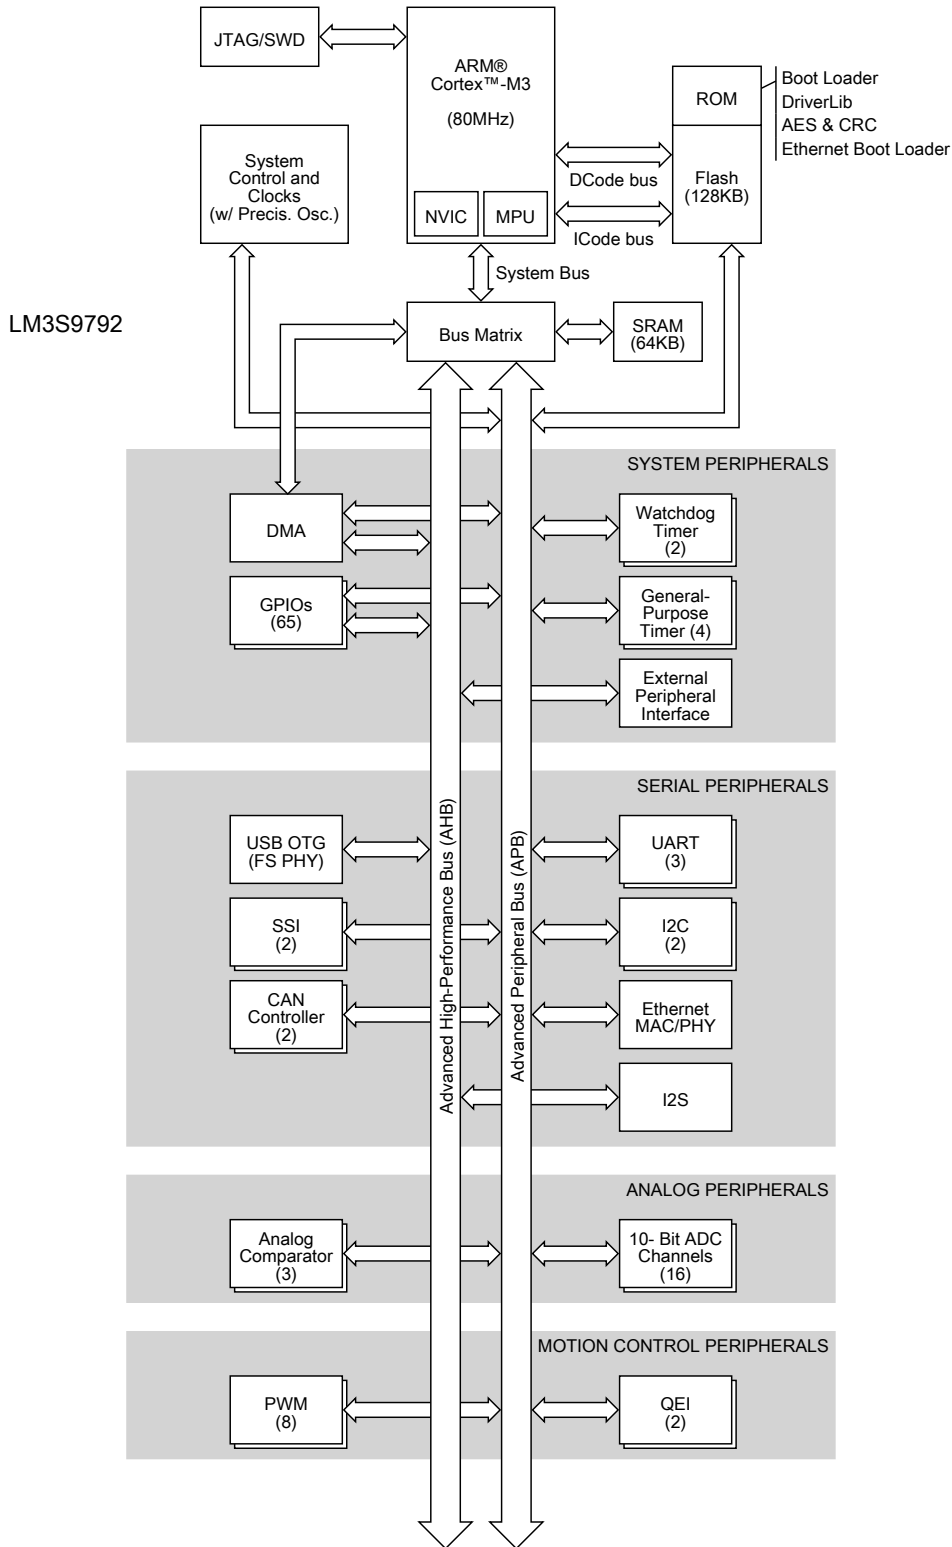 JTAG/SWD
ARM®
Cortex™-M3
(80MHz)
NVIC
MPU
ROM
Flash
(128KB)
Boot Loader
DriverLib
AES & CRC
Ethernet Boot Loader
DCode bus
ICode bus
System
Control and
Clocks
(w/ Precis. Osc.)
System Bus
LM3S9792
Bus Matrix
SRAM
(64KB)
SYSTEM PERIPHERALS
DMA
Watchdog
Timer
(2)
GPIOs
(65)
General-
Purpose
Timer (4)
External
Peripheral
Interface
Advanced High-Performance Bus (AHB)
Advanced Peripheral Bus (APB)
SERIAL PERIPHERALS
USB OTG
(FS PHY)
UART
(3)
SSI
(2)
I2C
(2)
CAN
Controller
(2)
Ethernet
MAC/PHY
I2S
ANALOG PERIPHERALS
Analog
Comparator
(3)
10- Bit ADC
Channels
(16)
MOTION CONTROL PERIPHERALS
PWM
(8)
QEI
(2)